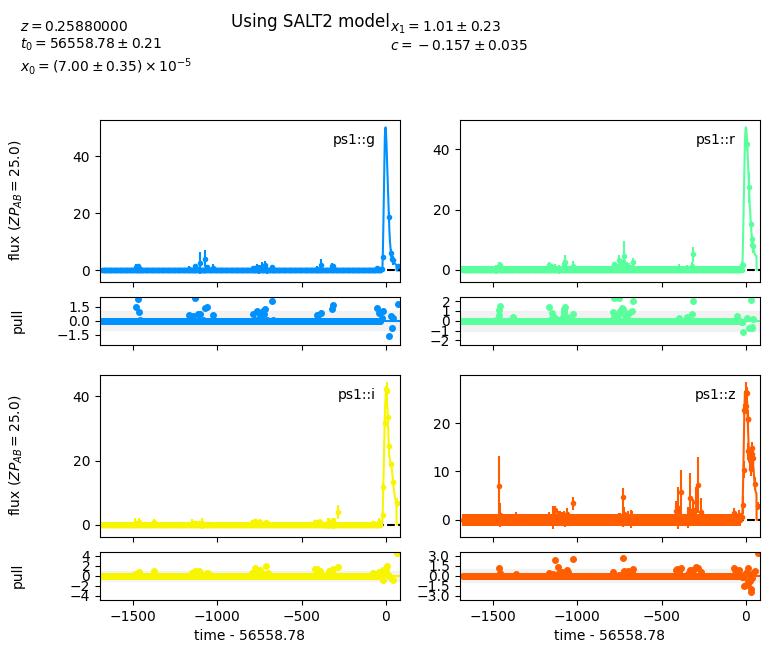 Using SALT2 model
z = 0.25880000
t0 = 56558.78 ± 0.21
x0 = (7.00 ± 0.35) × 10^−5
x1 = 1.01 ± 0.23
c = −0.157 ± 0.035
flux (ZP_AB = 25.0)
40
20
0
ps1::g
40
20
0
ps1::r
pull
1.5
0.0
−1.5
2
1
0
−1
−2
flux (ZP_AB = 25.0)
40
20
0
ps1::i
20
10
0
ps1::z
pull
4
2
0
−2
−4
3.0
1.5
0.0
−1.5
−3.0
−1500
−1000
−500
0
time - 56558.78
−1500
−1000
−500
0
time - 56558.78